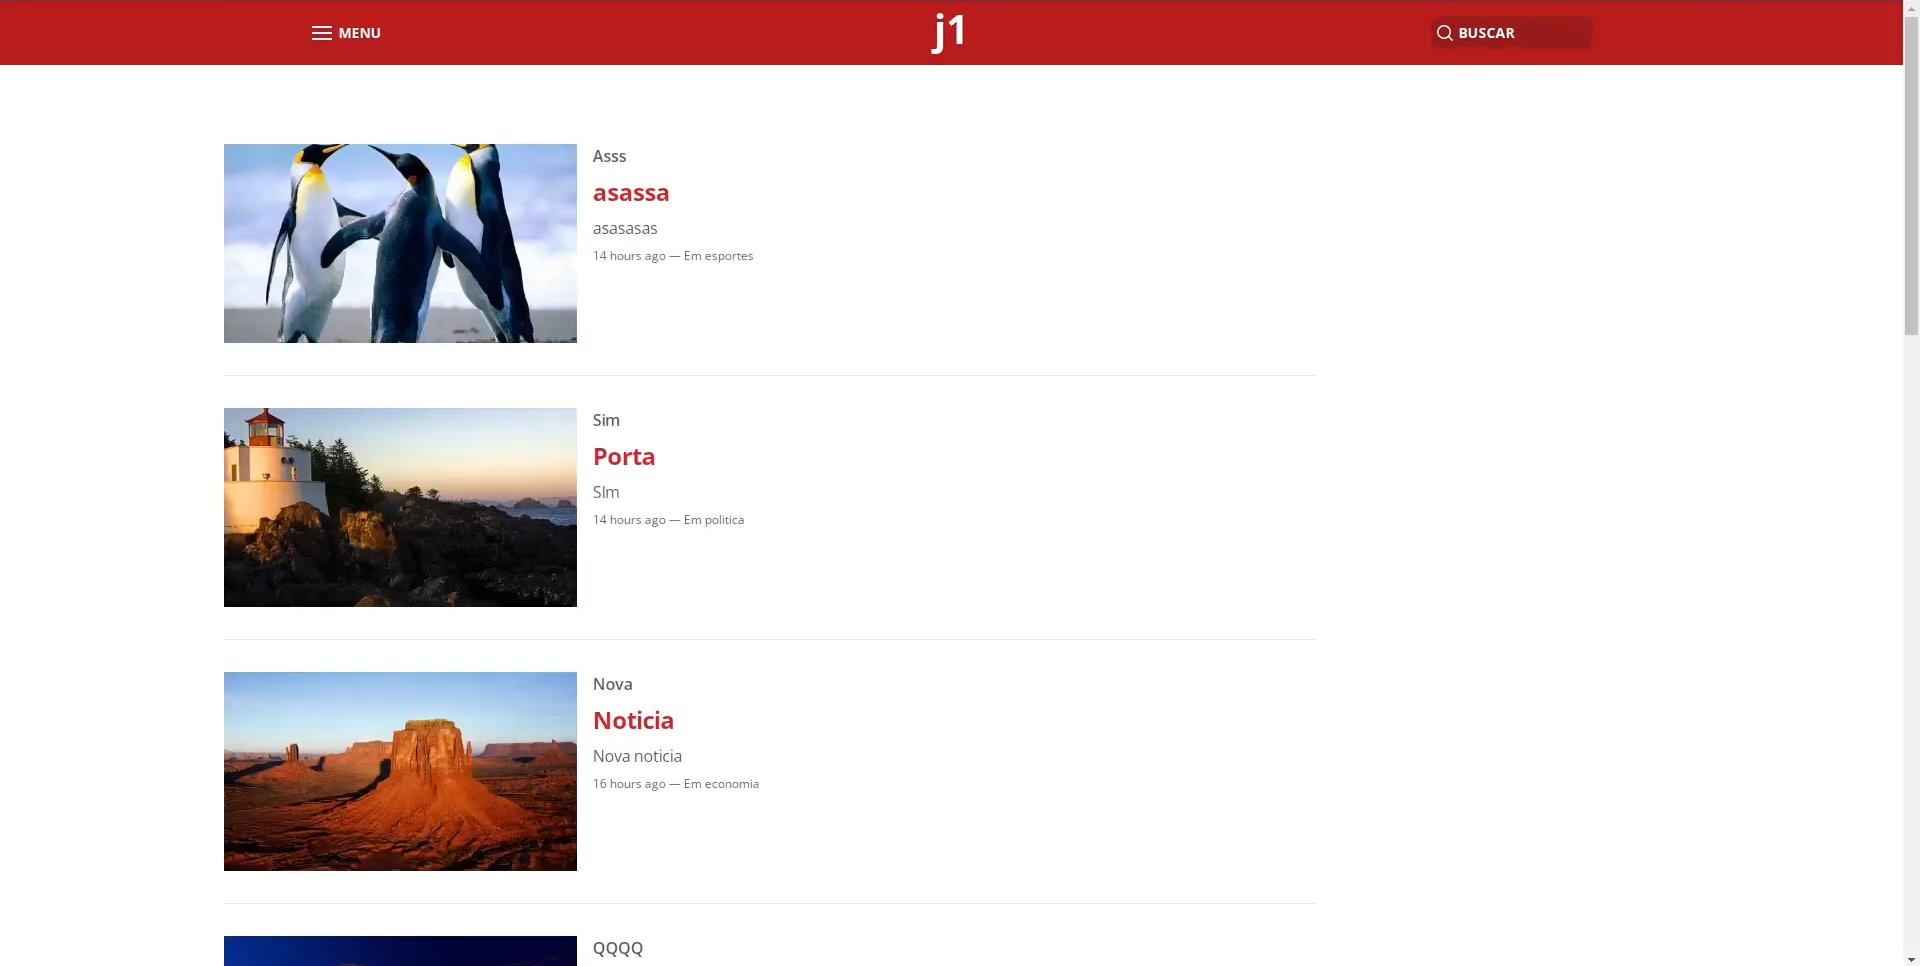 MENU
j1
BUSCAR
Asss
asassa
asasasas
14 hours ago — Em esportes
Sim
Porta
SIm
14 hours ago — Em politica
Nova
Noticia
Nova noticia
16 hours ago — Em economia
QQQQ